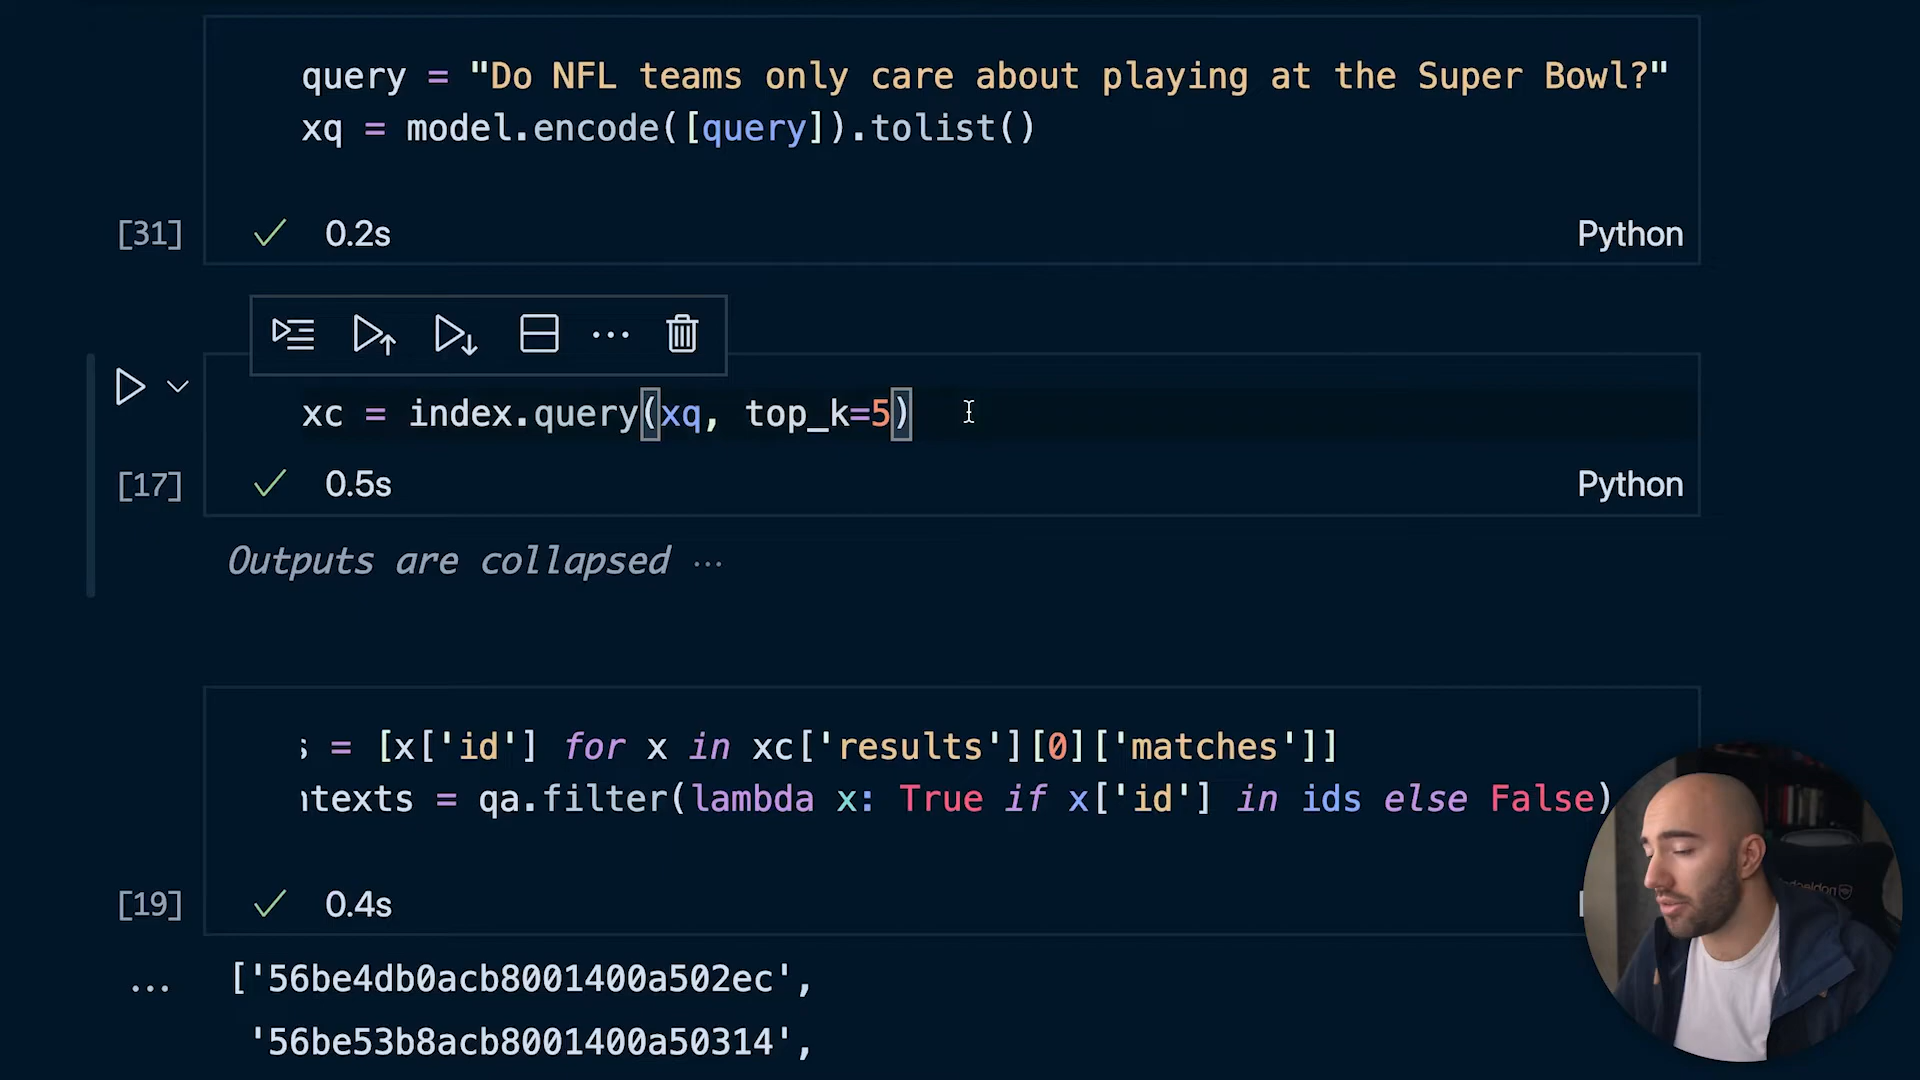 query = "Do NFL teams only care about playing at the Super Bowl?"
xq = model.encode([query]).tolist()
[31] 0.2s Python
xc = index.query(xq, top_k=5)
[17] 0.5s Python
Outputs are collapsed ...
s = [x['id'] for x in xc['results'][0]['matches']]
ntexts = qa.filter(lambda x: True if x['id'] in ids else False)
[19] 0.4s
... ['56be4db0acb8001400a502ec',
'56be53b8acb8001400a50314',